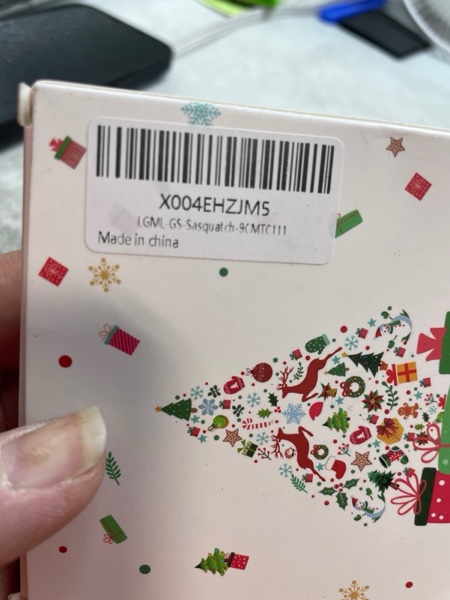 X004EHZJM5
LGML-GS-Sasquatch-9CMTC111
Made in china